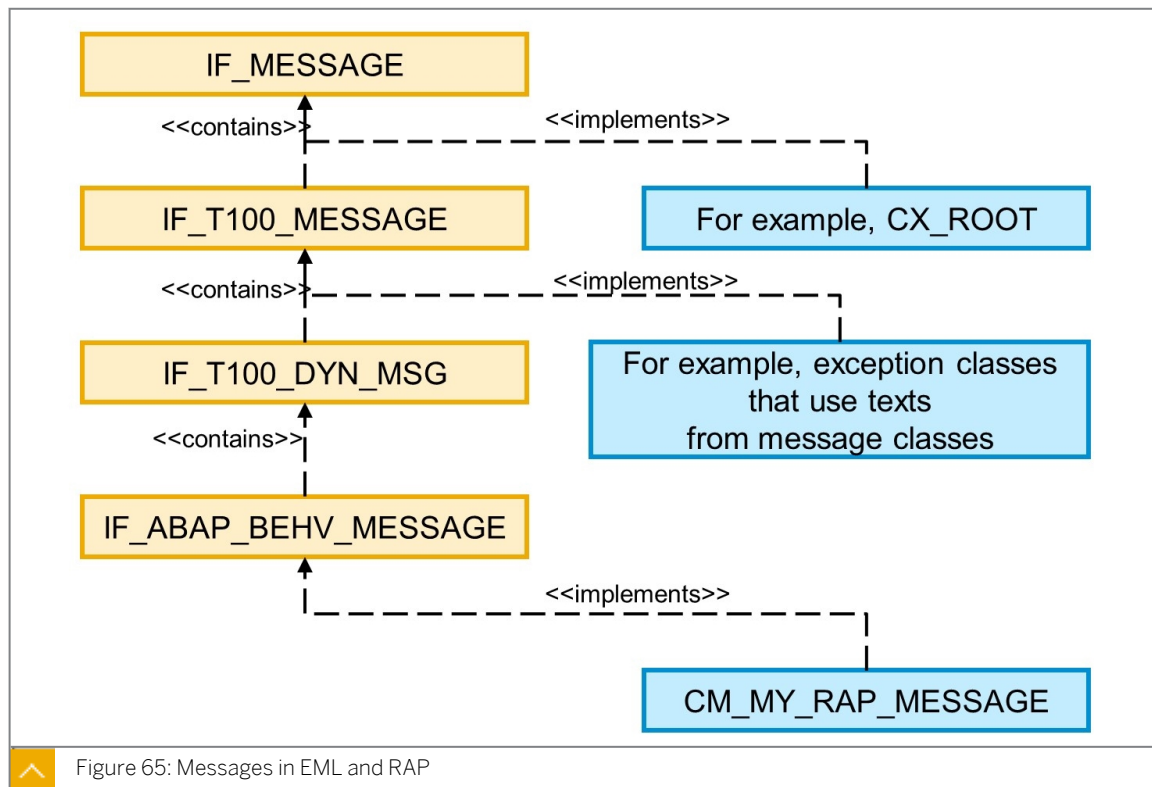 IF_MESSAGE
<<contains>>
<<implements>>
IF_T100_MESSAGE
For example, CX_ROOT
<<contains>>
<<implements>>
IF_T100_DYN_MSG
For example, exception classes
that use texts
from message classes
<<contains>>
IF_ABAP_BEHV_MESSAGE
<<implements>>
CM_MY_RAP_MESSAGE
Figure 65: Messages in EML and RAP